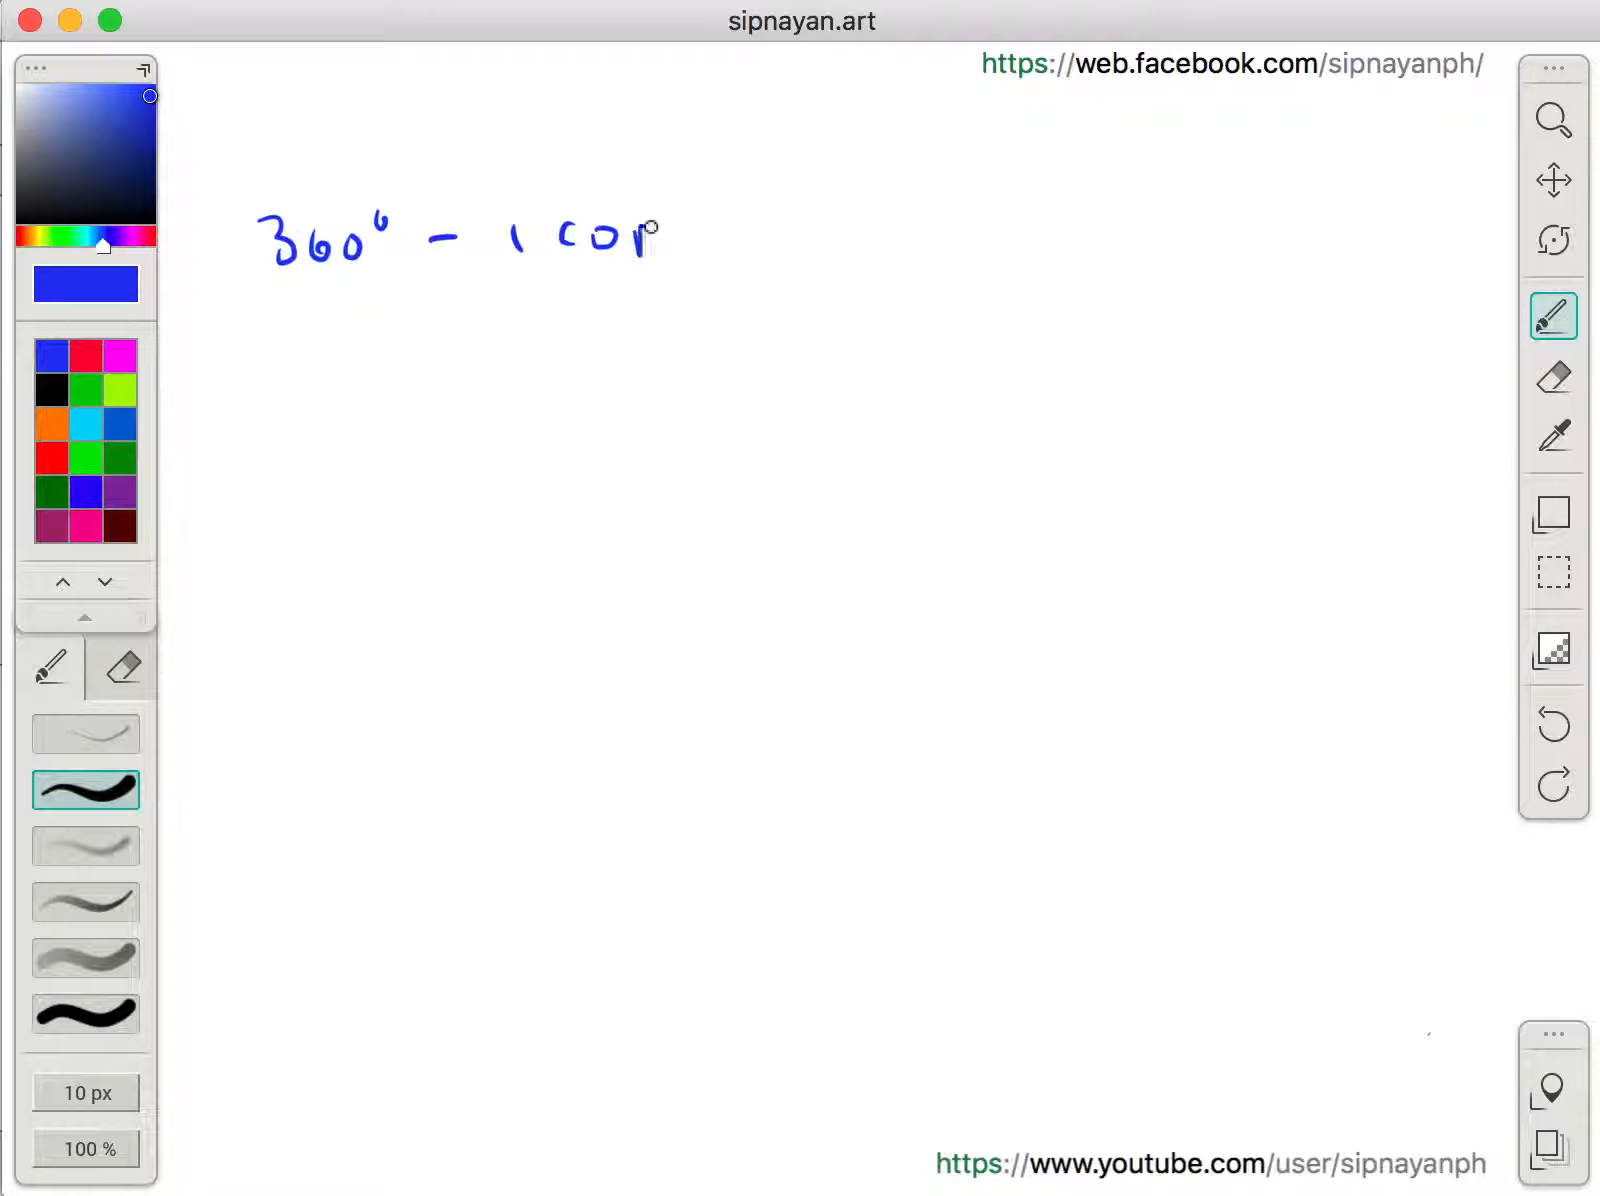 sipnayan.art
https://web.facebook.com/sipnayanph/
360° - 1 cor
10 px
100 %
https://www.youtube.com/user/sipnayanph